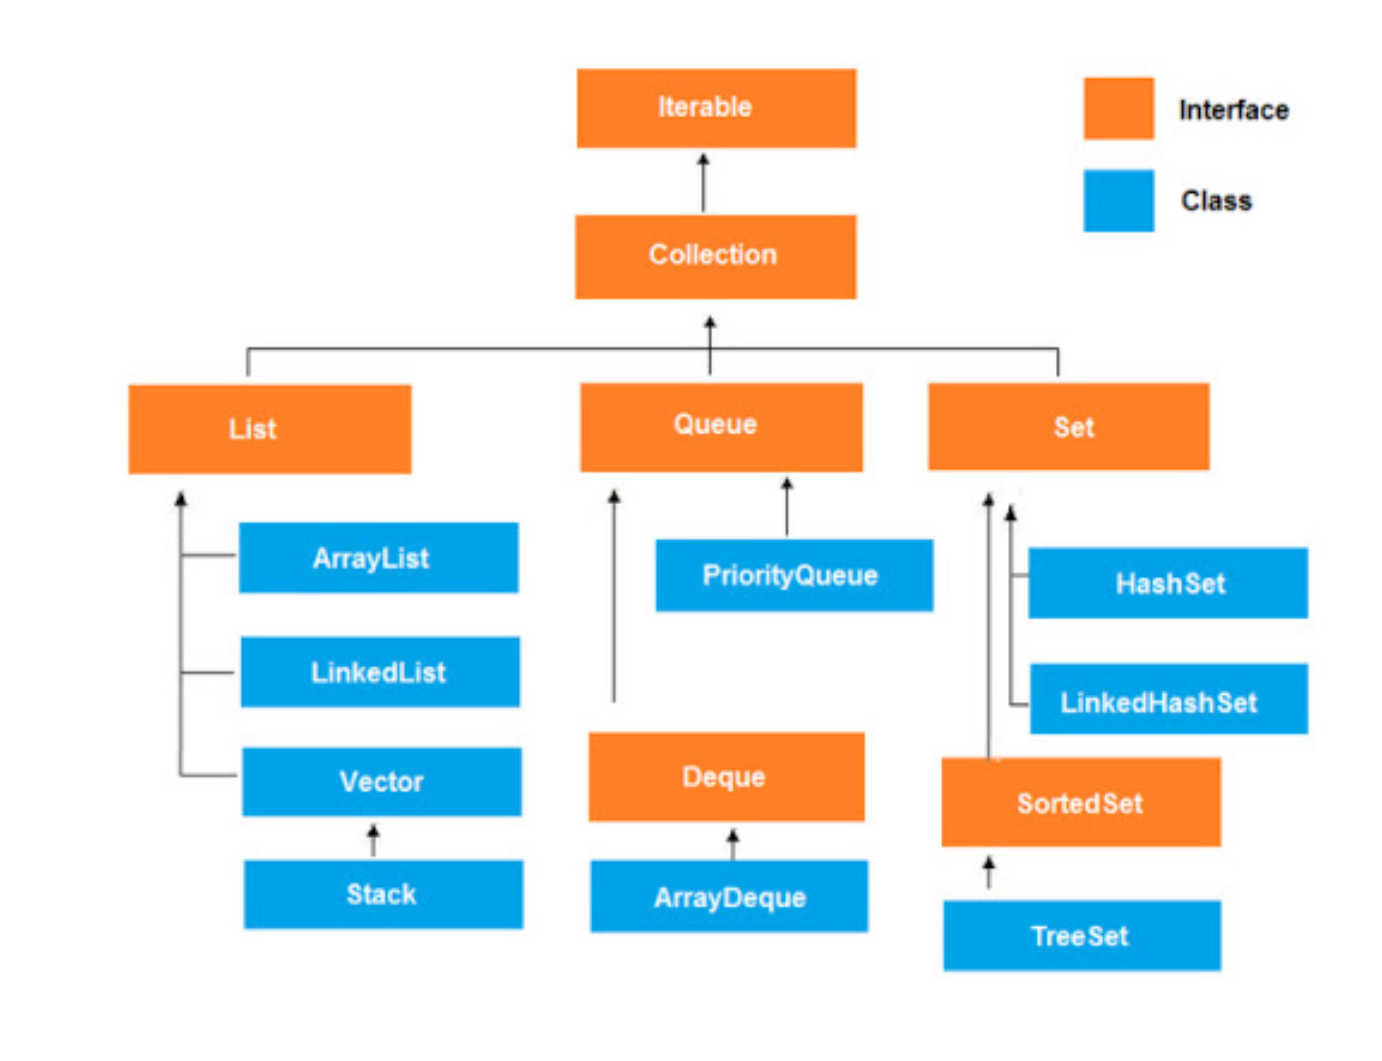 Iterable
Interface
Class
Collection
List
Queue
Set
ArrayList
PriorityQueue
HashSet
LinkedList
LinkedHashSet
Vector
Deque
SortedSet
Stack
ArrayDeque
TreeSet